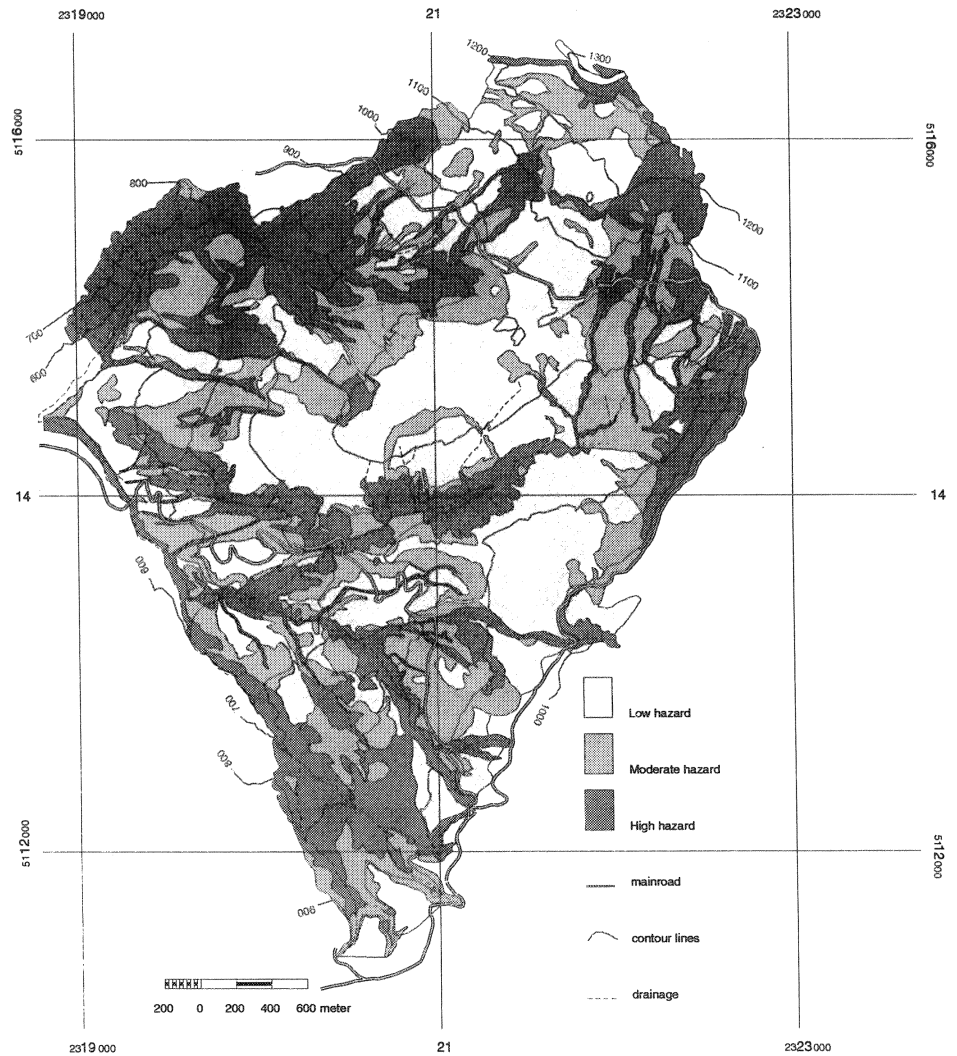 2319000 21 2323000
1200
1300
1100
1000
5116000
5116000
900
800
1200
1100
700
600
14 14
600
700
1000
800
Low hazard
Moderate hazard
High hazard
5112000
5112000
mainroad
900
contour lines
drainage
200 0 200 400 600 meter
2319000 21 2323000